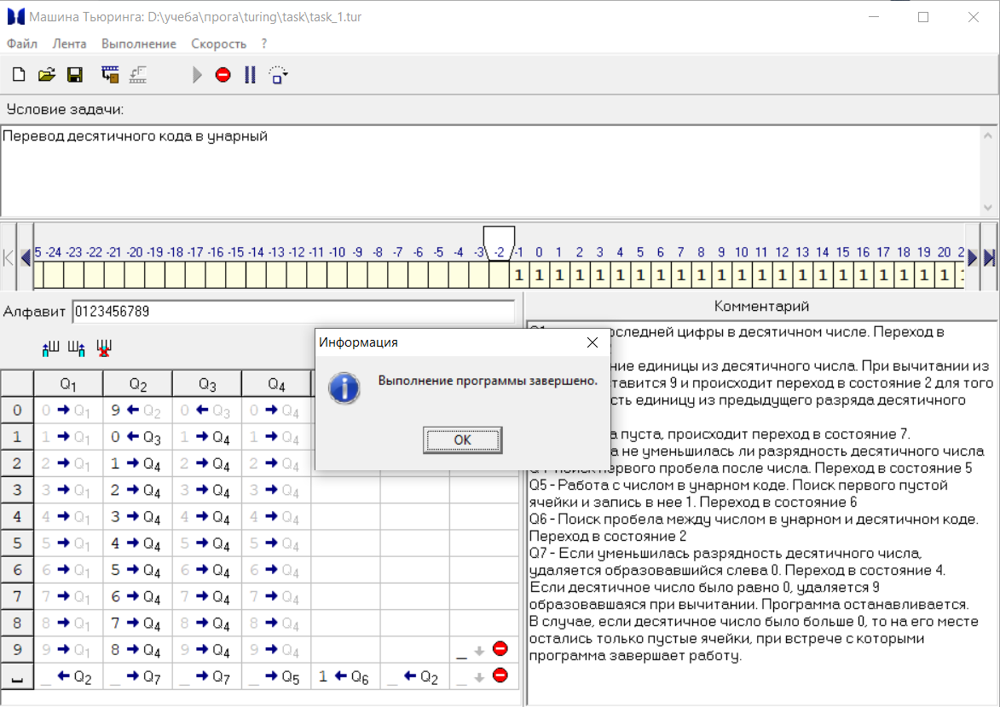 Машина Тьюринга: D:\учеба\прога\turing\task\task_1.tur
Файл Лента Выполнение Скорость ?
Условие задачи:
Перевод десятичного кода в унарный
5 -24 -23 -22 -21 -20 -19 -18 -17 -16 -15 -14 -13 -12 -11 -10 -9 -8 -7 -6 -5 -4 -3 -2 -1 0 1 2 3 4 5 6 7 8 9 10 11 12 13 14 15 16 17 18 19 20 2
1 1 1 1 1 1 1 1 1 1 1 1 1 1 1 1 1 1 1 1 1 1 1
Алфавит 0123456789
Комментарий
Информация
Выполнение программы завершено.
OK
Q1 Q2 Q3 Q4
0 0 → Q1 9 ← Q2 0 ← Q3 0 → Q4
1 1 → Q1 0 ← Q3 1 → Q4 1 → Q4
2 2 → Q1 1 → Q4 2 → Q4 2 → Q4
3 3 → Q1 2 → Q4 3 → Q4 3 → Q4
4 4 → Q1 3 → Q4 4 → Q4 4 → Q4
5 5 → Q1 4 → Q4 5 → Q4 5 → Q4
6 6 → Q1 5 → Q4 6 → Q4 6 → Q4
7 7 → Q1 6 → Q4 7 → Q4 7 → Q4
8 8 → Q1 7 → Q4 8 → Q4 8 → Q4
9 9 → Q1 8 → Q4 9 → Q4 9 → Q4 _ ↓
_ ← Q2 _ → Q7 _ → Q7 _ → Q5 1 ← Q6 _ ← Q2 _ ↓
последней цифры в десятичном числе. Переход в
ние единицы из десятичного числа. При вычитании из
тавится 9 и происходит переход в состояние 2 для того
сть единицу из предыдущего разряда десятичного
а пуста, происходит переход в состояние 7.
а не уменьшилась ли разрядность десятичного числа
первого пробела после числа. Переход в состояние 5
Q5 - Работа с числом в унарном коде. Поиск первого пустой
ячейки и запись в нее 1. Переход в состояние 6
Q6 - Поиск пробела между числом в унарном и десятичном коде.
Переход в состояние 2
Q7 - Если уменьшилась разрядность десятичного числа,
удаляется образовавшийся слева 0. Переход в состояние 4.
Если десятичное число было равно 0, удаляется 9
образовавшаяся при вычитании. Программа останавливается.
В случае, если десятичное число было больше 0, то на его месте
остались только пустые ячейки, при встрече с которыми
программа завершает работу.